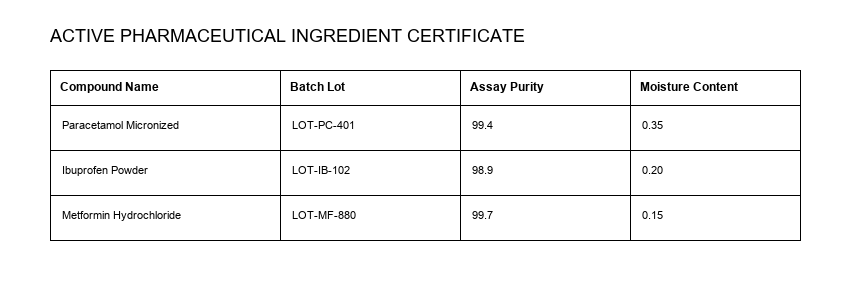 ACTIVE PHARMACEUTICAL INGREDIENT CERTIFICATE
Compound Name Batch Lot Assay Purity Moisture Content
Paracetamol Micronized LOT-PC-401 99.4 0.35
Ibuprofen Powder LOT-IB-102 98.9 0.20
Metformin Hydrochloride LOT-MF-880 99.7 0.15